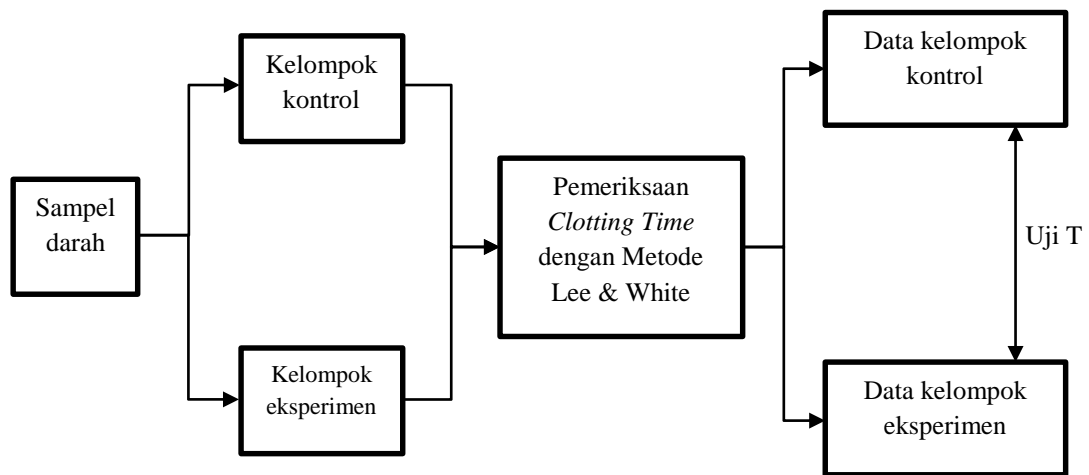 Sampel
darah
Kelompok
kontrol
Kelompok
eksperimen
Pemeriksaan
Clotting Time
dengan Metode
Lee & White
Data kelompok
kontrol
Uji T
Data kelompok
eksperimen